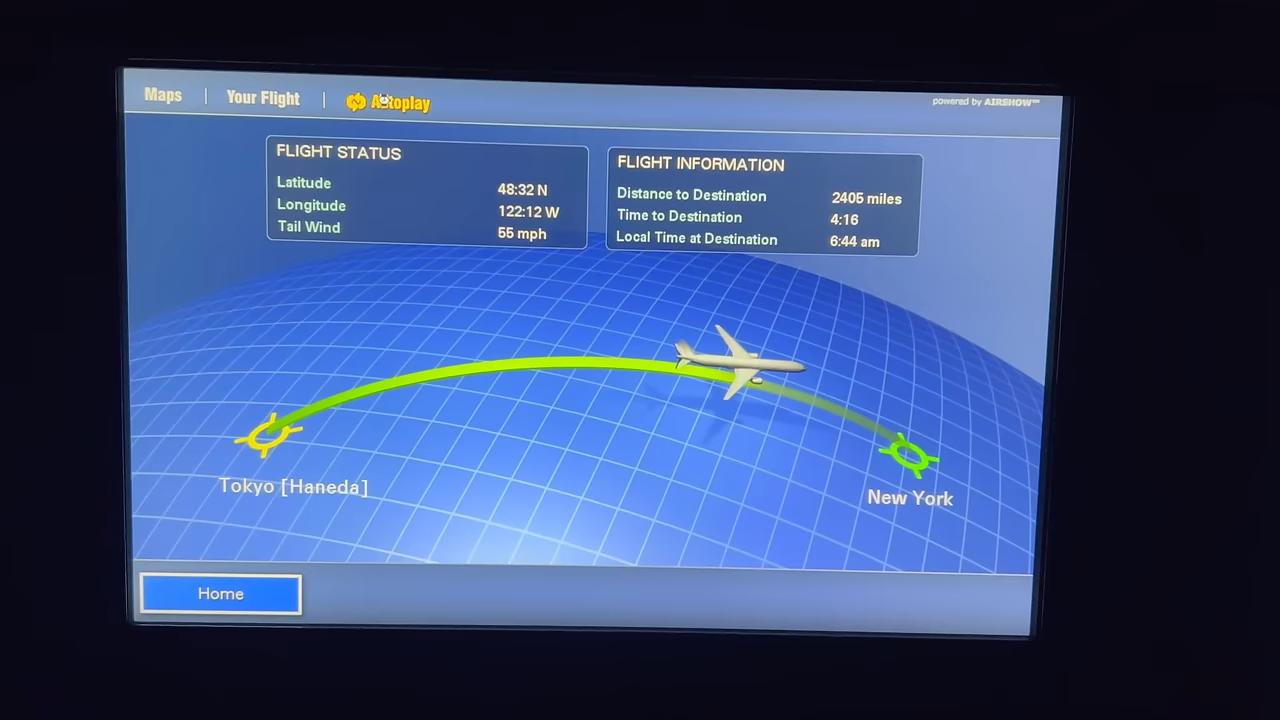 Maps | Your Flight | Autoplay
powered by AIRSHOW™
FLIGHT STATUS
Latitude 48:32 N
Longitude 122:12 W
Tail Wind 55 mph
FLIGHT INFORMATION
Distance to Destination 2405 miles
Time to Destination 4:16
Local Time at Destination 6:44 am
Tokyo [Haneda]
New York
Home